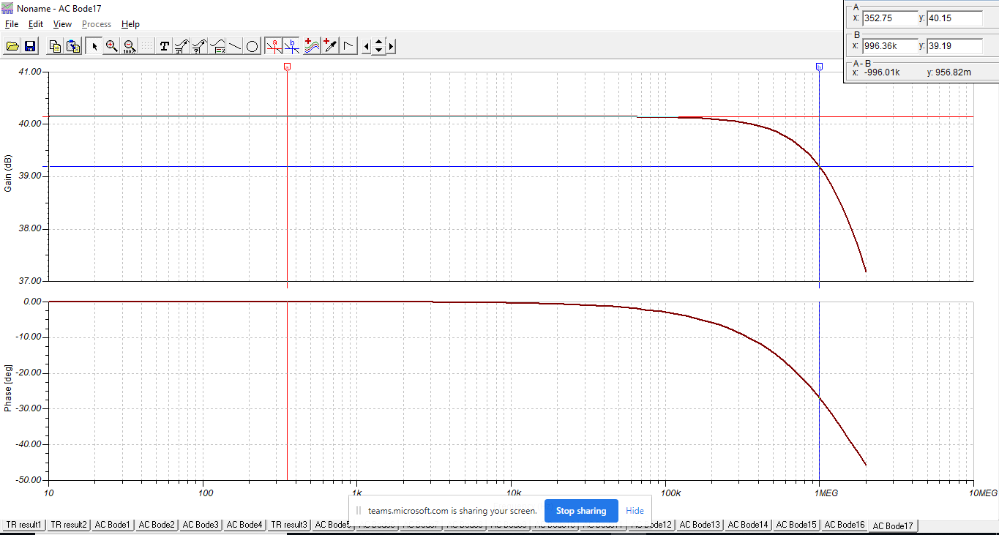 Noname - AC Bode17
File Edit View Process Help
100%
T
a
b
A
x: 352.75 y: 40.15
B
x: 996.36k y: 39.19
A - B
x: -996.01k y: 956.82m
a
b
41.00
40.00
39.00
38.00
37.00
Gain (dB)
0.00
-10.00
-20.00
-30.00
-40.00
-50.00
Phase [deg]
10 100 1k 10k 100k 1MEG 10MEG
teams.microsoft.com is sharing your screen. Stop sharing Hide
TR result1 TR result2 AC Bode1 AC Bode2 AC Bode3 AC Bode4 TR result3 AC Bode5 AC Bode13 AC Bode14 AC Bode15 AC Bode16 AC Bode17